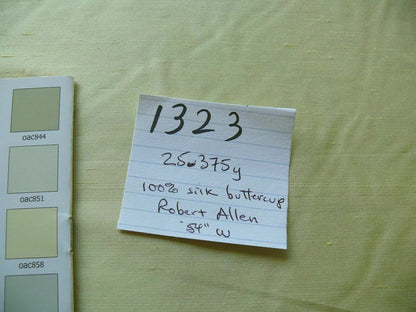 1323
25.375y
100% silk buttercup
Robert Allen
54" W
oac844
oac851
oac858